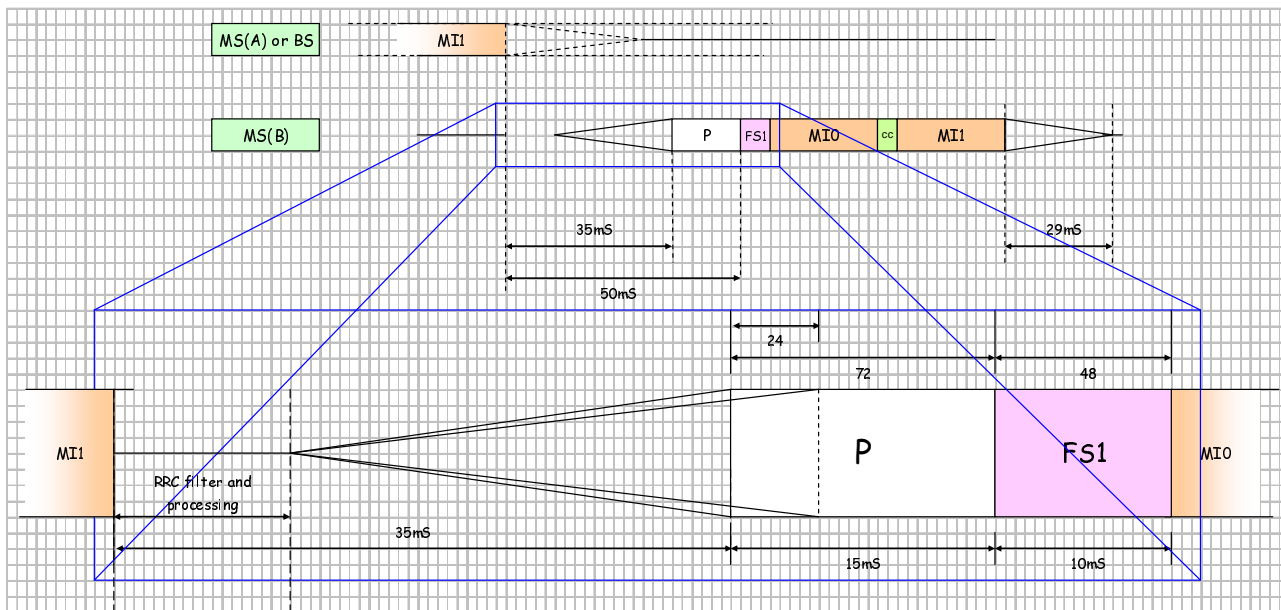 MS(A) or BS
MI1
MS(B)
P
FS1
MI0
CC
MI1
35mS
29mS
50mS
24
72
48
MI1
P
FS1
MI0
RRC filter and
processing
35mS
15mS
10mS